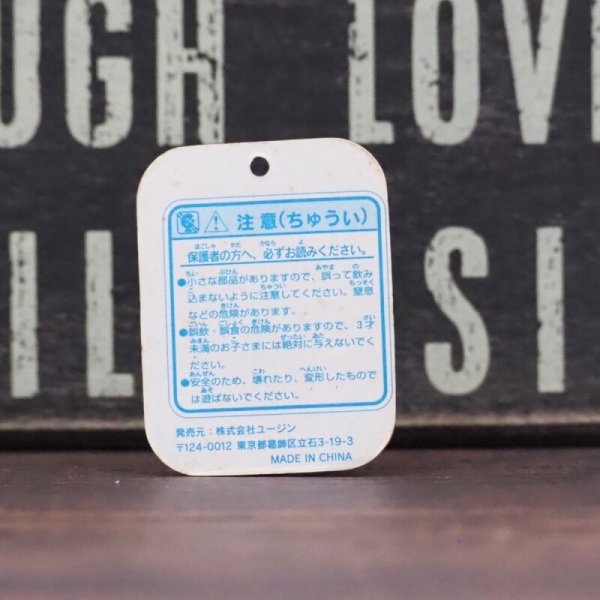 UGH LOVE
IL SI
注意(ちゅうい)
保護者の方へ、必ずお読みください。
●小さな部品がありますので、誤って飲み
込まないように注意してください。窒息
などの危険があります。
●誤飲・誤食の危険がありますので、3才
未満のお子さまには絶対に与えないでく
ださい。
●安全のため、壊れたり、変形したもので
は遊ばないでください。
発売元:株式会社ユージン
〒124-0012 東京都葛飾区立石3-19-3
MADE IN CHINA